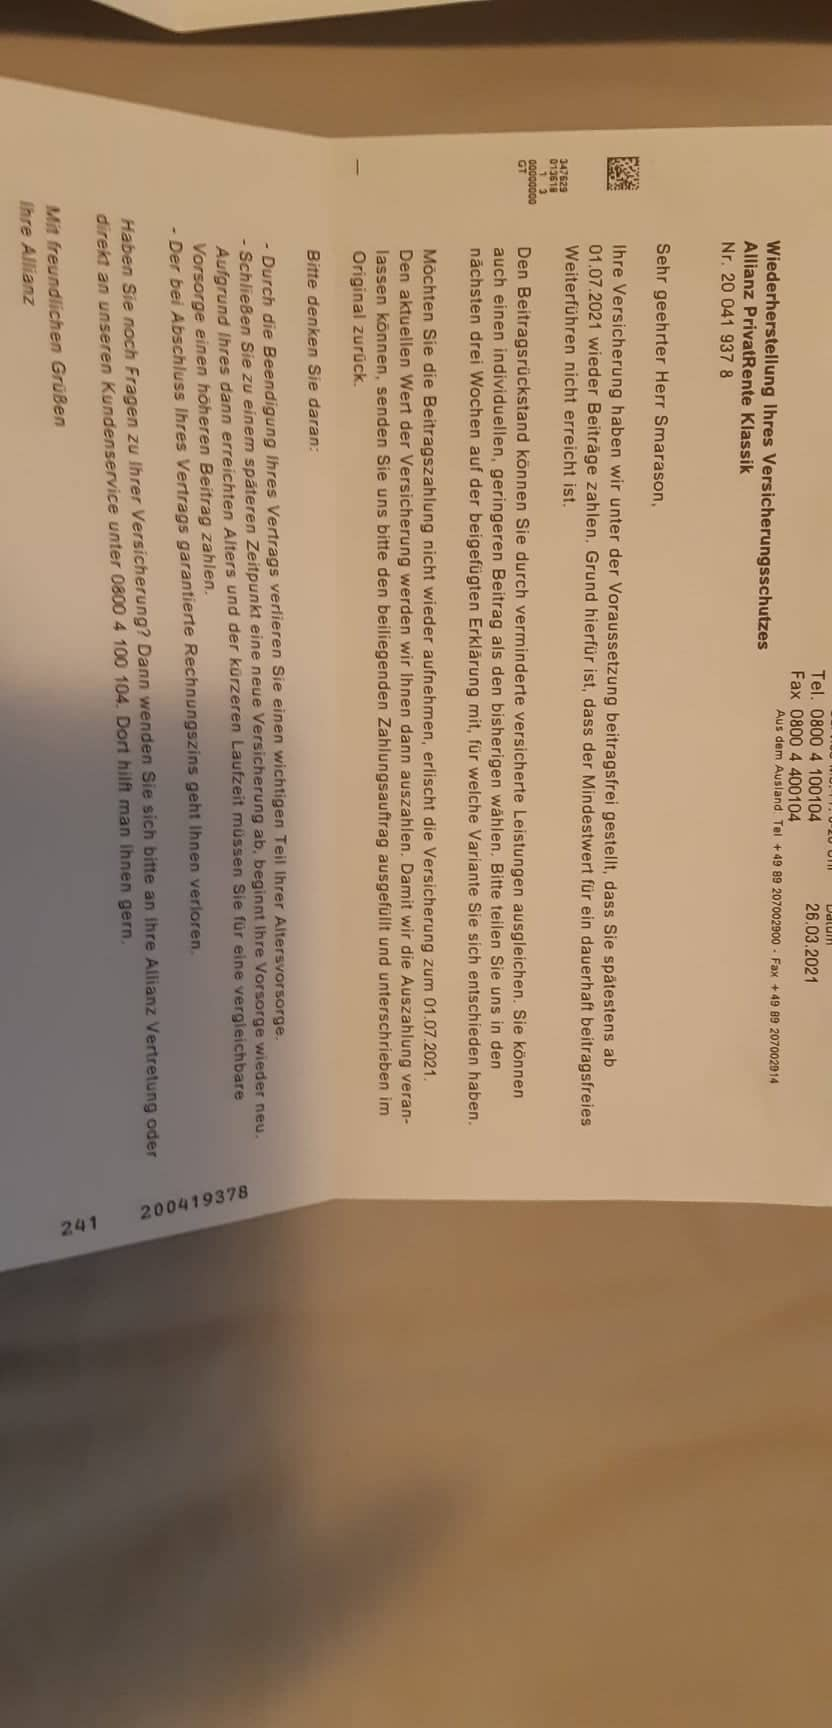 Tel. 0800 4 100104
Fax 0800 4 400104
26.03.2021
Aus dem Ausland: Tel +49 89 207002900 · Fax +49 89 207002914
Wiederherstellung Ihres Versicherungsschutzes
Allianz PrivatRente Klassik
Nr. 20 041 937 8
Sehr geehrter Herr Smarason,
Ihre Versicherung haben wir unter der Voraussetzung beitragsfrei gestellt, dass Sie spätestens ab
01.07.2021 wieder Beiträge zahlen. Grund hierfür ist, dass der Mindestwert für ein dauerhaft beitragsfreies
Weiterführen nicht erreicht ist.
347629
013618
1 3
00000000
GT
Den Beitragsrückstand können Sie durch verminderte versicherte Leistungen ausgleichen. Sie können
auch einen individuellen, geringeren Beitrag als den bisherigen wählen. Bitte teilen Sie uns in den
nächsten drei Wochen auf der beigefügten Erklärung mit, für welche Variante Sie sich entschieden haben.
Möchten Sie die Beitragszahlung nicht wieder aufnehmen, erlischt die Versicherung zum 01.07.2021.
Den aktuellen Wert der Versicherung werden wir Ihnen dann auszahlen. Damit wir die Auszahlung veran-
lassen können, senden Sie uns bitte den beiliegenden Zahlungsauftrag ausgefüllt und unterschrieben im
Original zurück.
Bitte denken Sie daran:
- Durch die Beendigung Ihres Vertrags verlieren Sie einen wichtigen Teil Ihrer Altersvorsorge.
- Schließen Sie zu einem späteren Zeitpunkt eine neue Versicherung ab, beginnt Ihre Vorsorge wieder neu.
Aufgrund Ihres dann erreichten Alters und der kürzeren Laufzeit müssen Sie für eine vergleichbare
Vorsorge einen höheren Beitrag zahlen.
- Der bei Abschluss Ihres Vertrags garantierte Rechnungszins geht Ihnen verloren.
Haben Sie noch Fragen zu Ihrer Versicherung? Dann wenden Sie sich bitte an Ihre Allianz Vertretung oder
direkt an unseren Kundenservice unter 0800 4 100 104. Dort hilft man Ihnen gern.
Mit freundlichen Grüßen
Ihre Allianz
200419378
241